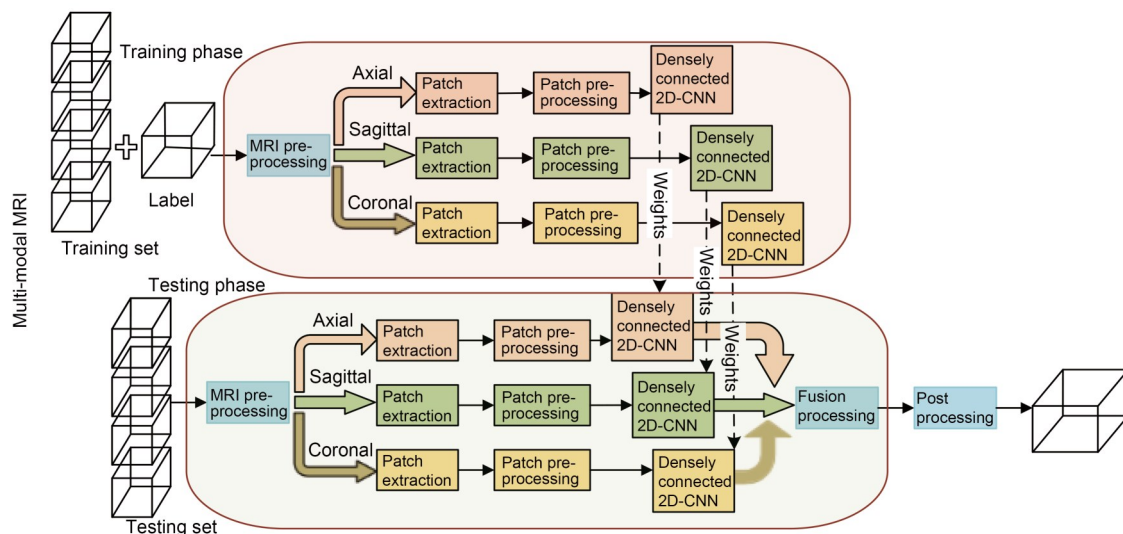 Multi-modal MRI
Training phase
Label
Training set
MRI pre-
processing
Axial
Patch
extraction
Patch pre-
processing
Densely
connected
2D-CNN
Sagittal
Patch
extraction
Patch pre-
processing
Densely
connected
2D-CNN
Coronal
Patch
extraction
Patch pre-
processing
Densely
connected
2D-CNN
Weights
Weights
Weights
Testing phase
Testing set
MRI pre-
processing
Axial
Patch
extraction
Patch pre-
processing
Densely
connected
2D-CNN
Sagittal
Patch
extraction
Patch pre-
processing
Densely
connected
2D-CNN
Coronal
Patch
extraction
Patch pre-
processing
Densely
connected
2D-CNN
Fusion
processing
Post
processing